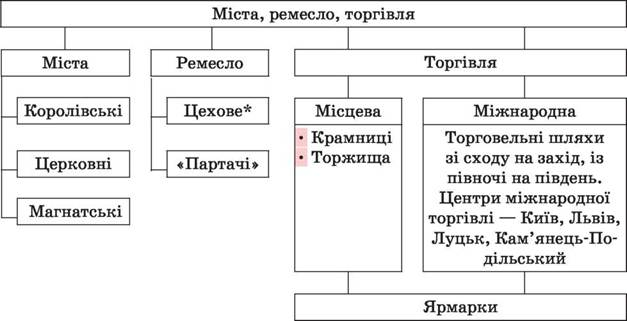 Міста, ремесло, торгівля
Міста
Ремесло
Торгівля
Королівські
Церковні
Магнатські
Цехове*
«Партачі»
Місцева
• Крамниці
• Торжища
Міжнародна
Торговельні шляхи
зі сходу на захід, із
півночі на південь.
Центри міжнародної
торгівлі — Київ, Львів,
Луцьк, Кам’янець-По-
дільський
Ярмарки